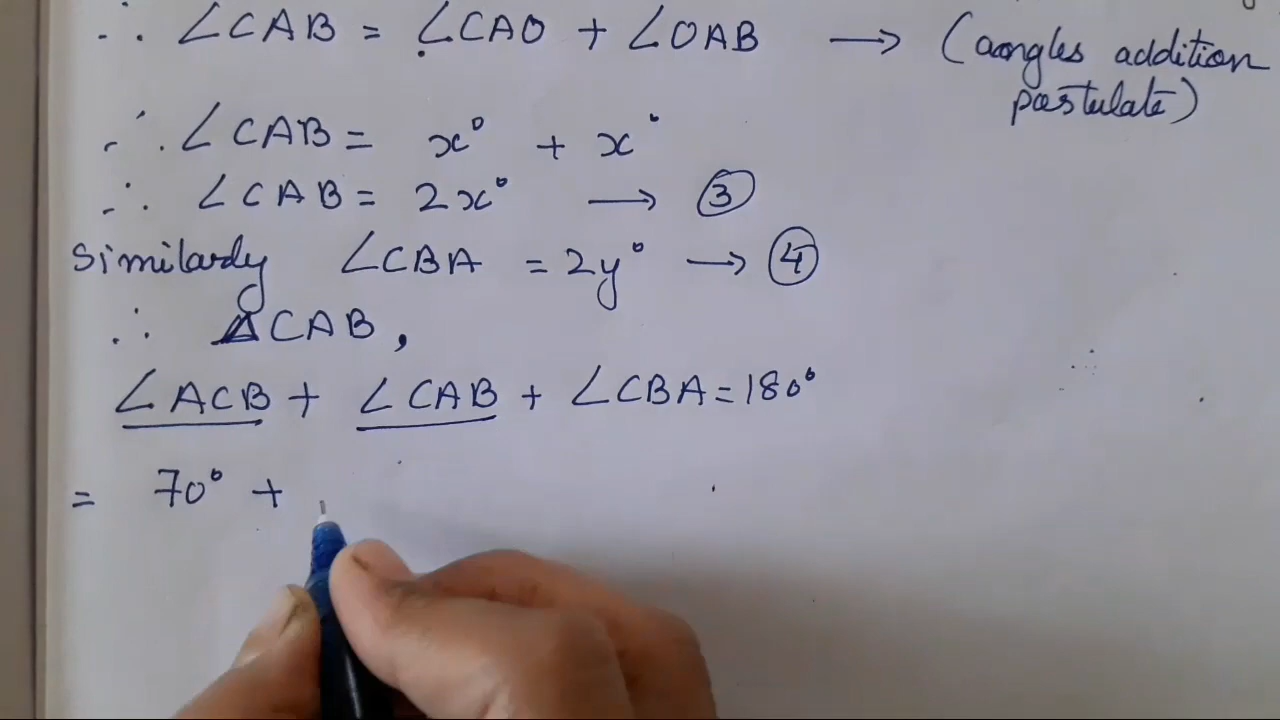 ∴ ∠CAB = ∠CAO + ∠OAB → (aangles addition
postulate)
∴ ∠CAB = x° + x°
∴ ∠CAB = 2x° → ③
Similarly ∠CBA = 2y° → ④
∴ △CAB,
∠ACB + ∠CAB + ∠CBA = 180°
= 70° +